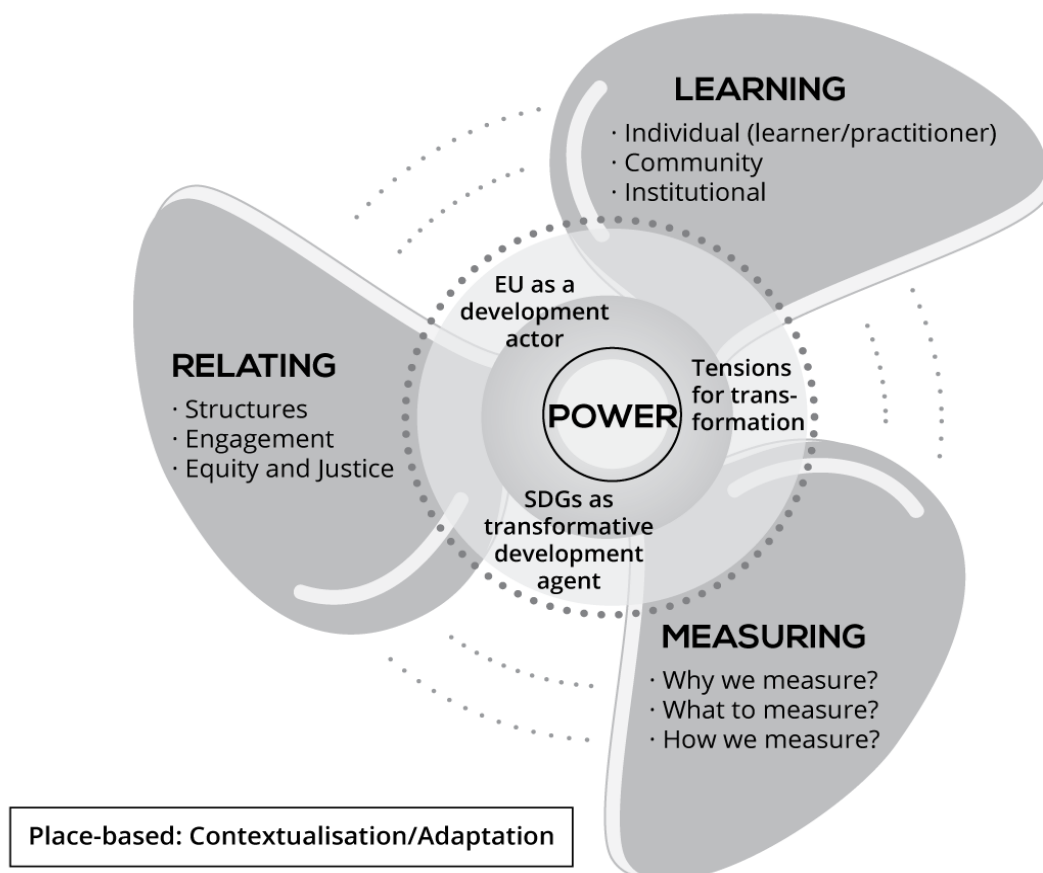 LEARNING
· Individual (learner/practitioner)
· Community
· Institutional
EU as a
development
actor
RELATING
· Structures
· Engagement
· Equity and Justice
Tensions
for trans-
formation
POWER
SDGs as
transformative
development
agent
MEASURING
· Why we measure?
· What to measure?
· How we measure?
Place-based: Contextualisation/Adaptation